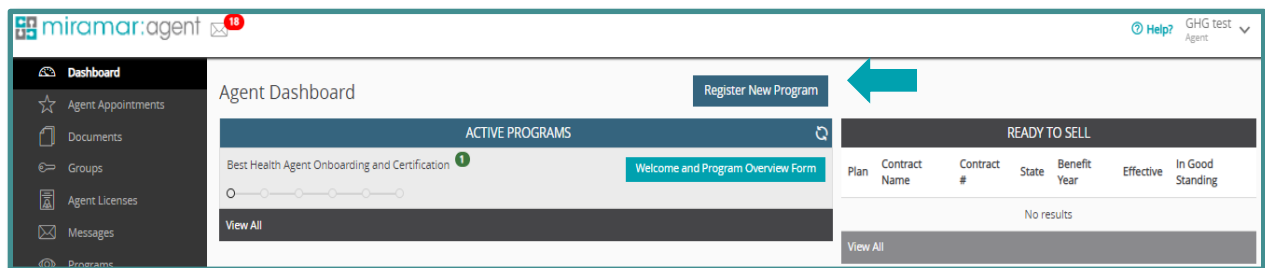 miramar:agent 18
Help? GHG test
Agent
Dashboard
Agent Appointments
Documents
Groups
Agent Licenses
Messages
Programs
Agent Dashboard
Register New Program
ACTIVE PROGRAMS
Best Health Agent Onboarding and Certification 1
Welcome and Program Overview Form
View All
READY TO SELL
Plan Contract Name Contract # State Benefit Year Effective In Good Standing
No results
View All